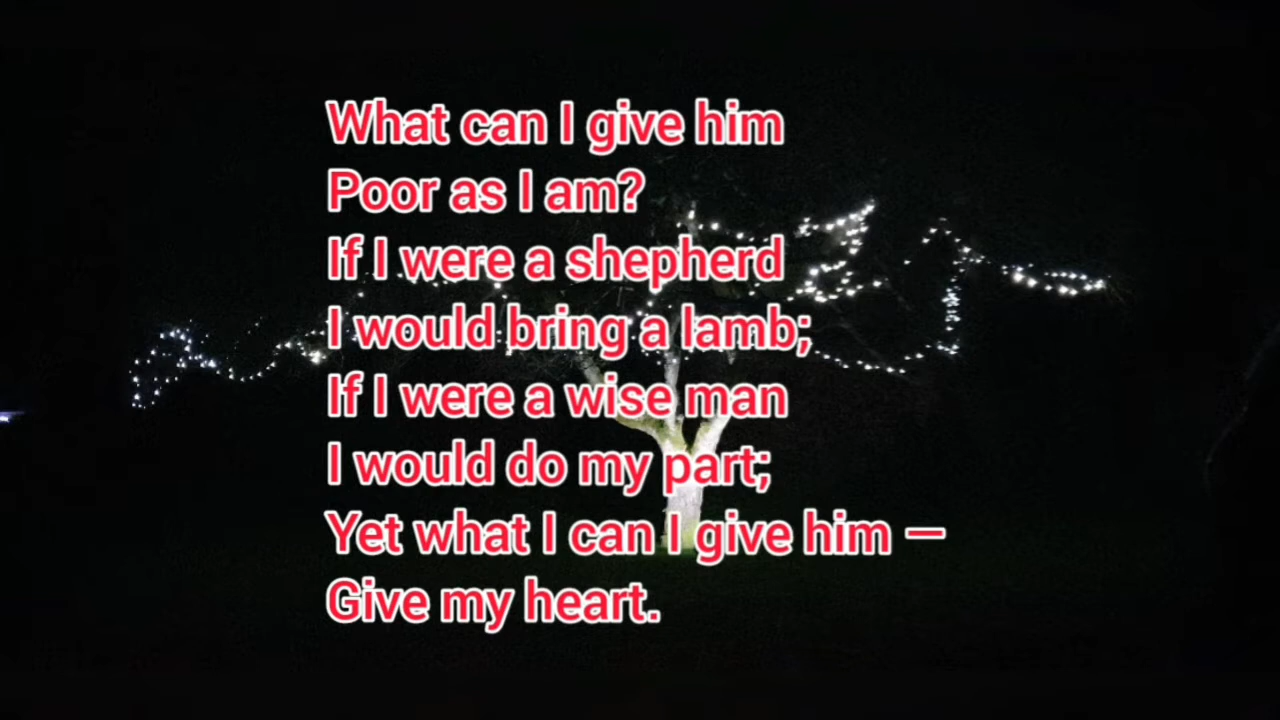 What can I give him
Poor as I am?
If I were a shepherd
I would bring a lamb;
If I were a wise man
I would do my part;
Yet what I can I give him —
Give my heart.